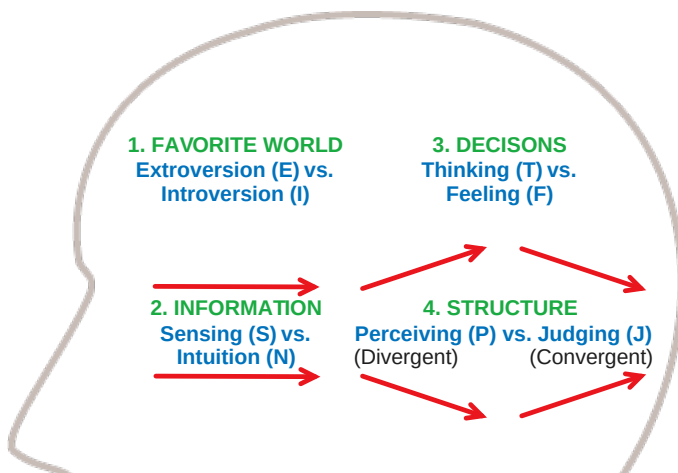 1. FAVORITE WORLD
Extroversion (E) vs.
Introversion (I)
3. DECISONS
Thinking (T) vs.
Feeling (F)
2. INFORMATION
Sensing (S) vs.
Intuition (N)
4. STRUCTURE
Perceiving (P) vs. Judging (J)
(Divergent) (Convergent)